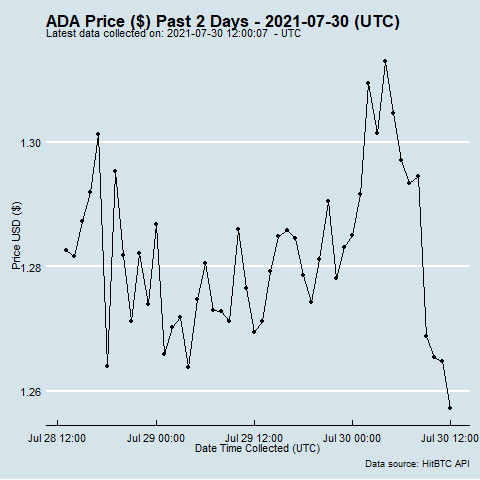 ADA Price ($) Past 2 Days - 2021-07-30 (UTC)
Latest data collected on: 2021-07-30 12:00:07 - UTC
1.30
1.28
1.26
Price USD ($)
Jul 28 12:00 Jul 29 00:00 Jul 29 12:00 Jul 30 00:00 Jul 30 12:00
Date Time Collected (UTC)
Data source: HitBTC API